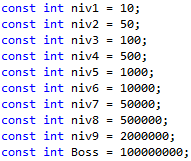 const int niv1 = 10;
const int niv2 = 50;
const int niv3 = 100;
const int niv4 = 500;
const int niv5 = 1000;
const int niv6 = 10000;
const int niv7 = 50000;
const int niv8 = 500000;
const int niv9 = 2000000;
const int Boss = 100000000;